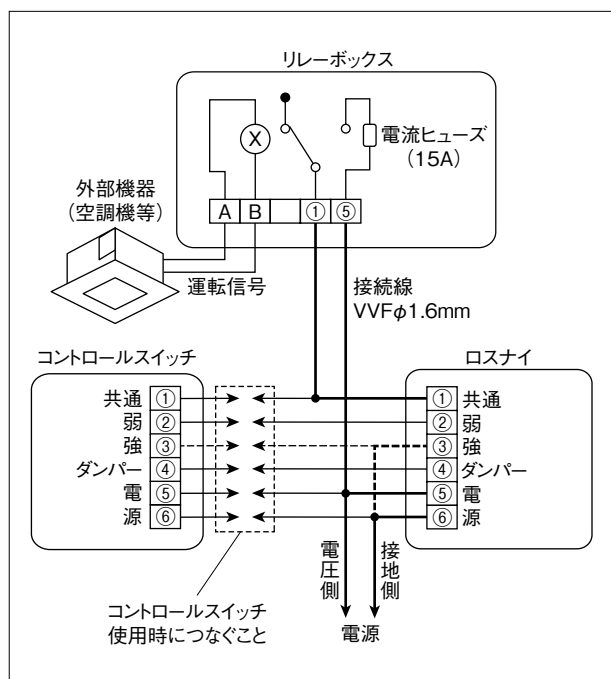 リレーボックス
X
電流ヒューズ
(15A)
外部機器
(空調機等)
A B ① ⑤
運転信号
接続線
VVFφ1.6mm
コントロールスイッチ
共通 ①
弱 ②
強 ③
ダンパー ④
電 ⑤
源 ⑥
ロスナイ
① 共通
② 弱
③ 強
④ ダンパー
⑤ 電
⑥ 源
電圧側
接地側
電源
コントロールスイッチ
使用時につなぐこと